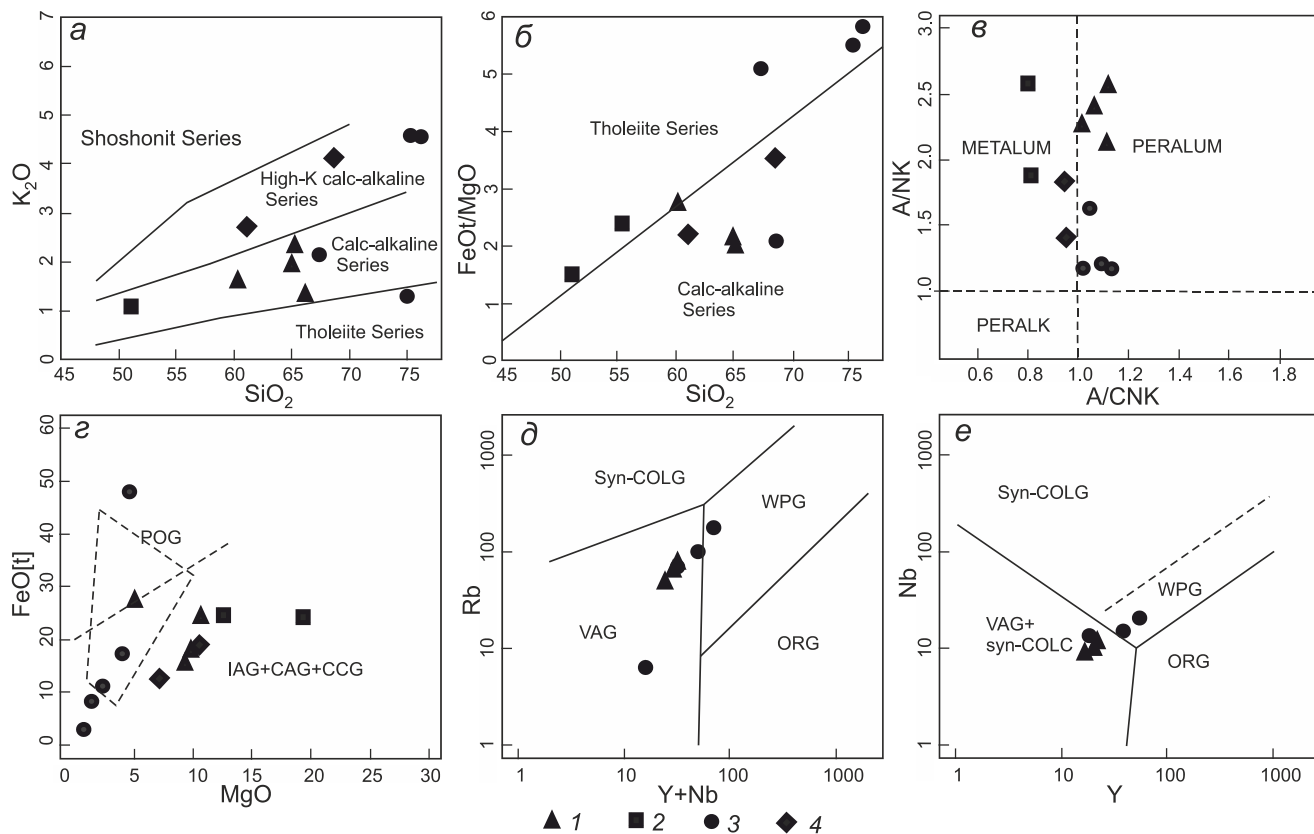 а
7
6
5
4
3
2
1
0
K₂O
Shoshonit Series
High-K calc-alkaline
Series
Calc-alkaline
Series
Tholeiite Series
45 50 55 60 65 70 75
SiO₂
б
6
5
4
3
2
1
0
FeOt/MgO
Tholeiite Series
Calc-alkaline
Series
45 50 55 60 65 70 75
SiO₂
в
2.5
2.0
1.5
1.0
A/NK
METALUM
PERALUM
PERALK
0.6 0.8 1.0 1.2 1.4 1.6 1.8
A/CNK
г
60
50
40
30
20
10
0
FeO[t]
POG
IAG+CAG+CCG
0 5 10 15 20 25 30
MgO
д
1000
100
10
1
Rb
Syn-COLG
WPG
VAG
ORG
1 10 100 1000
Y+Nb
е
1000
100
10
1
Nb
Syn-COLG
WPG
VAG+
syn-COLC
ORG
1 10 100 1000
Y
1 2 3 4